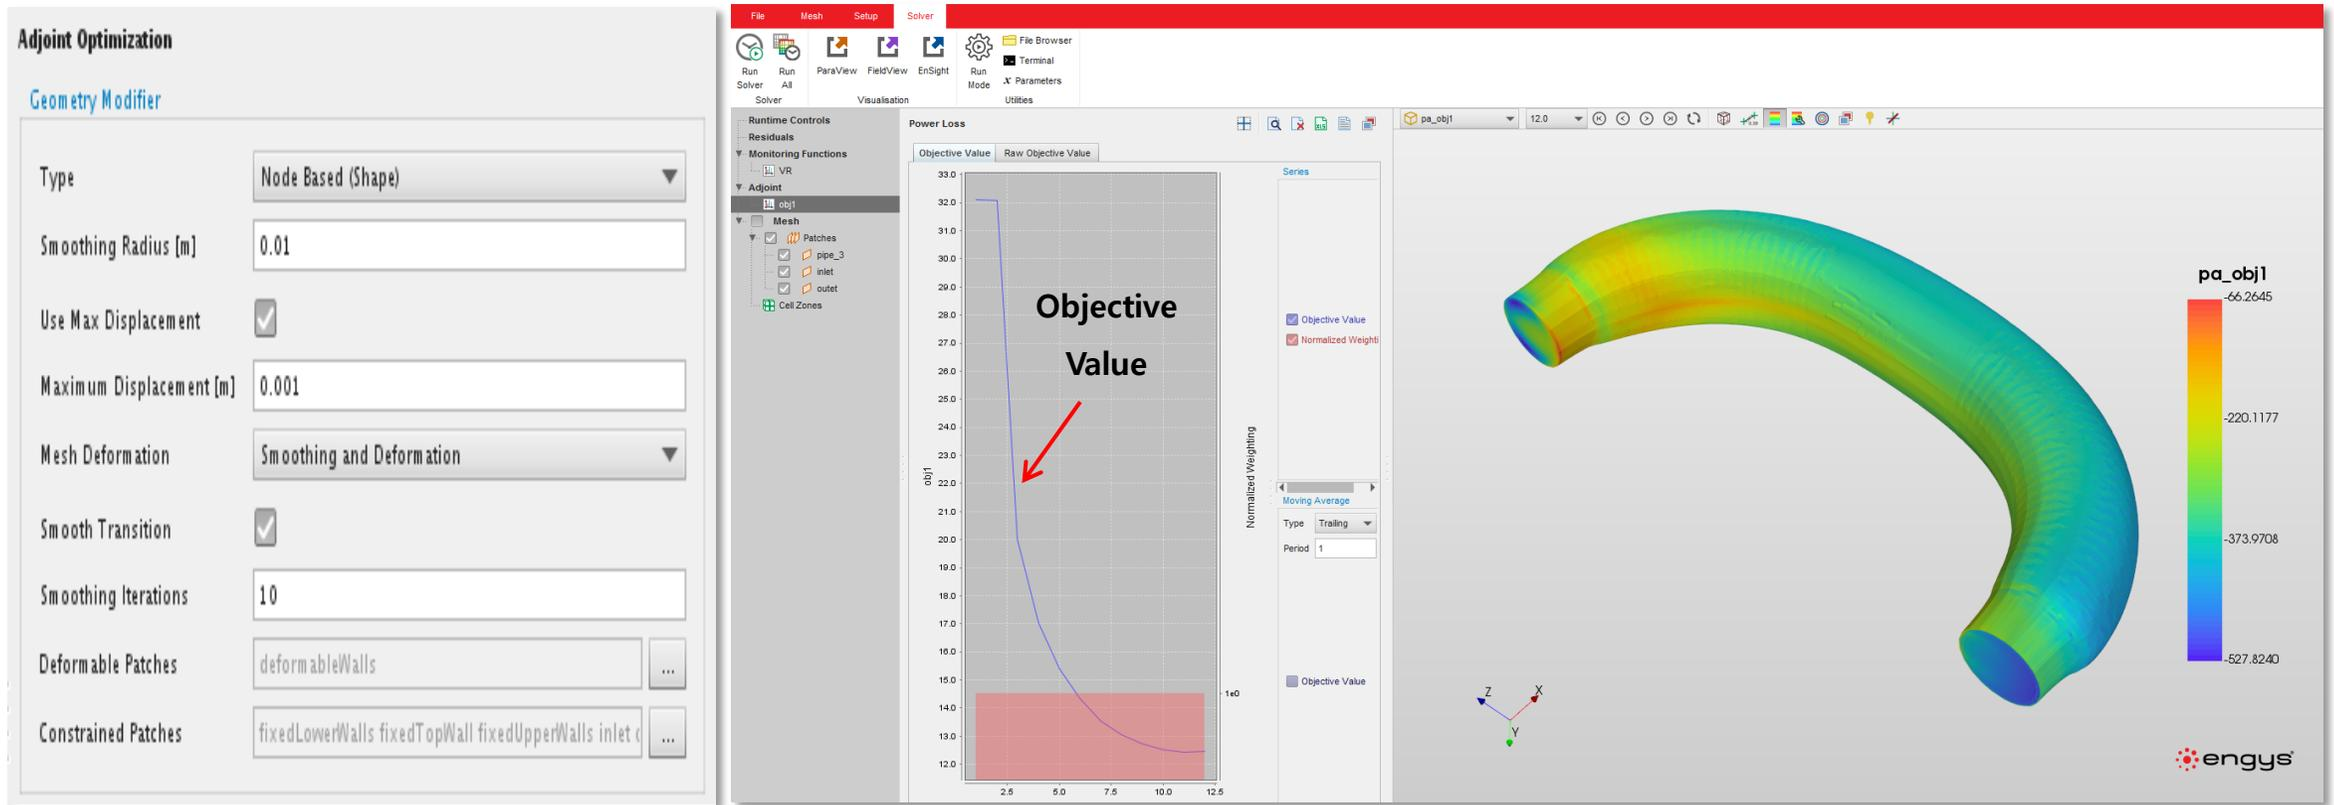 Adjoint Optimization
Geometry Modifier
Type Node Based (Shape)
Smoothing Radius [m] 0.01
Use Max Displacement
Maximum Displacement [m] 0.001
Mesh Deformation Smoothing and Deformation
Smooth Transition
Smoothing Iterations 10
Deformable Patches deformableWalls ...
Constrained Patches fixedLowerWalls fixedTopWall fixedUpperWalls inlet ...
File Mesh Setup Solver
Run Solver
Run All
ParaView
FieldView
EnSight
Run Mode
File Browser
Terminal
x Parameters
Solver
Visualisation
Utilities
Runtime Controls
Residuals
Monitoring Functions
VR
Adjoint
obj1
Mesh
Patches
pipe_3
inlet
outet
Cell Zones
Power Loss
Objective Value
Raw Objective Value
33.0
32.0
31.0
30.0
29.0
28.0
27.0
26.0
25.0
24.0
23.0
22.0
21.0
20.0
19.0
18.0
17.0
16.0
15.0
14.0
13.0
12.0
obj1
2.5
5.0
7.5
10.0
12.5
Objective
Value
1e0
Normalized Weighting
Series
Objective Value
Normalized Weighti
Moving Average
Type Trailing
Period 1
Objective Value
pa_obj1
12.0
pa_obj1
-66.2645
-220.1177
-373.9708
-527.8240
Z
X
Y
engys